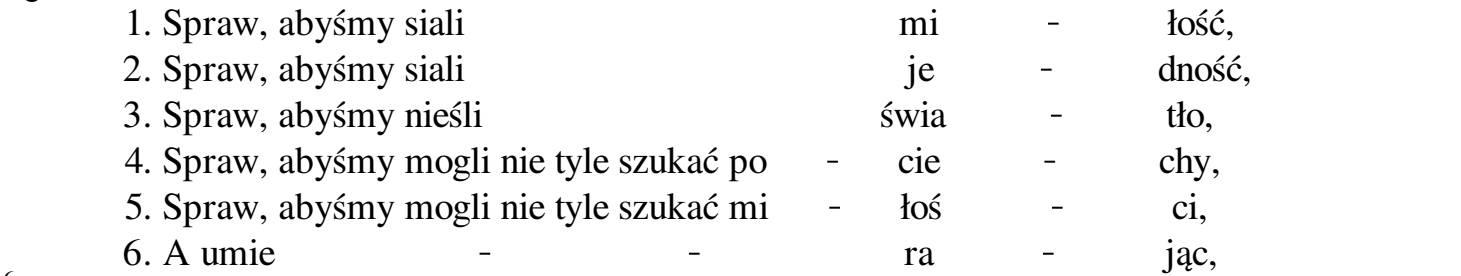 1. Spraw, abyśmy siali mi - łość,
2. Spraw, abyśmy siali je - dność,
3. Spraw, abyśmy nieśli świa - tło,
4. Spraw, abyśmy mogli nie tyle szukać po - cie - chy,
5. Spraw, abyśmy mogli nie tyle szukać mi - łoś - ci,
6. A umie - - ra - jąc,